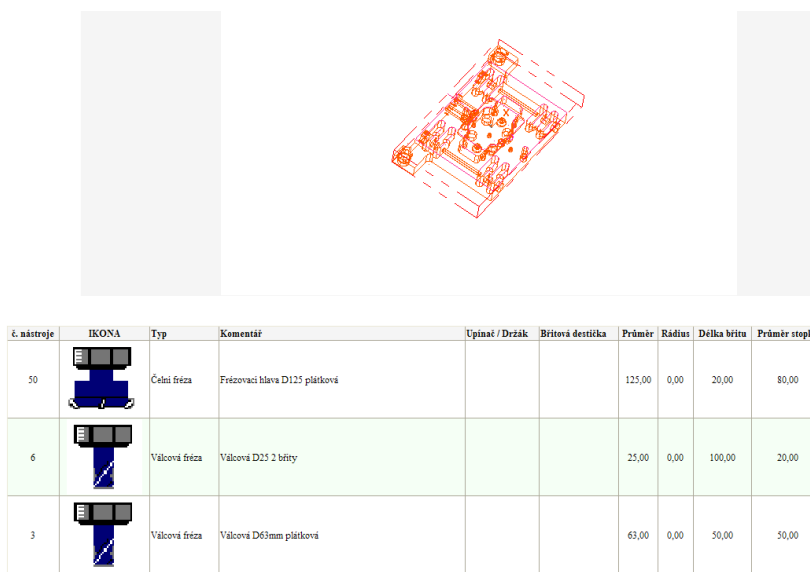 X
č. nástroje IKONA Typ Komentář Upínač / Držák Břitová destička Průměr Rádius Délka břitu Průměr stopk
50 Čelní fréza Frézovací hlava D125 plátková 125,00 0,00 20,00 80,00
6 Válcová fréza Válcová D25 2 břity 25,00 0,00 100,00 20,00
3 Válcová fréza Válcová D63mm plátková 63,00 0,00 50,00 50,00